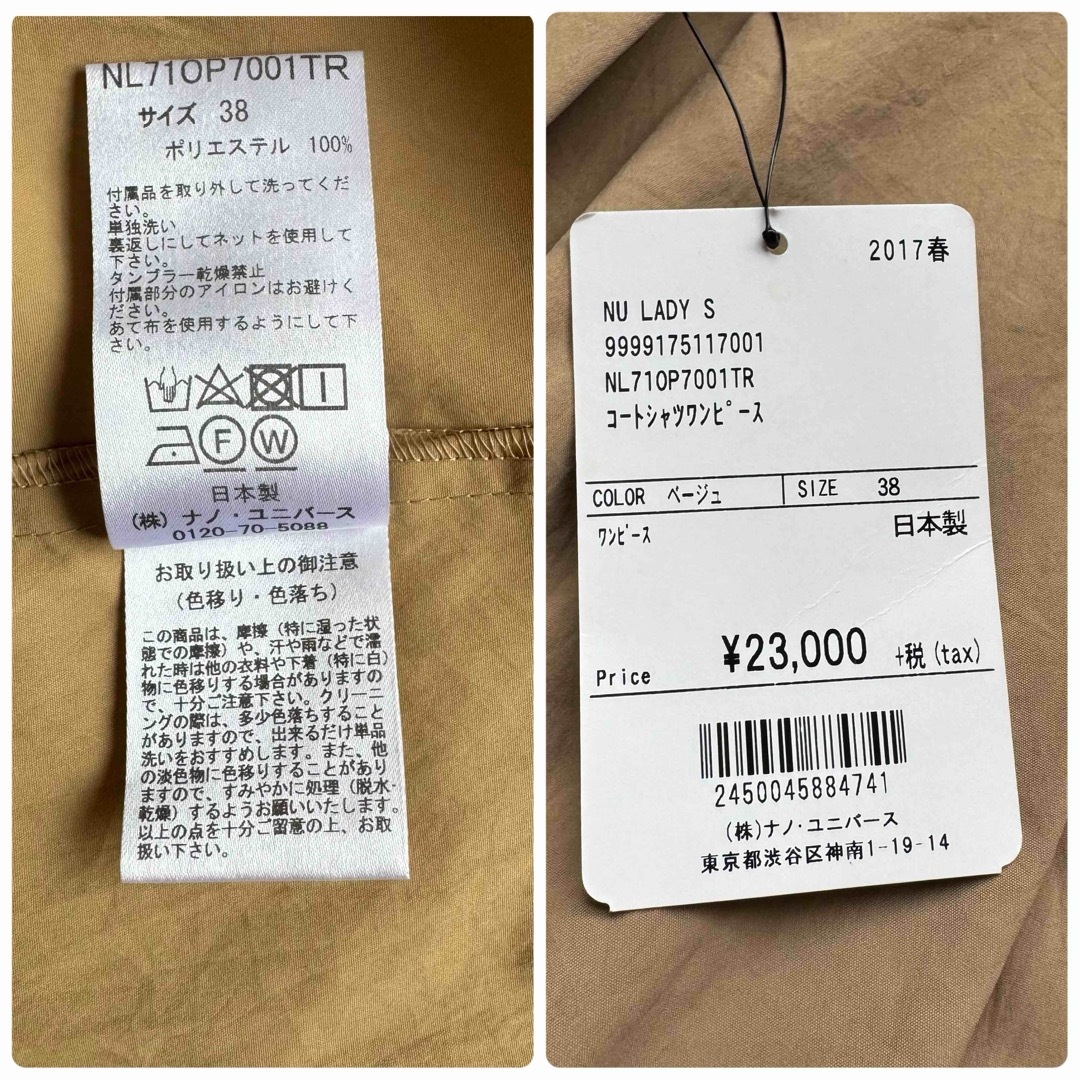 NL71OP7001TR
サイズ 38
ポリエステル 100%
付属品を取り外して洗ってくだ
さい。
単独洗い
裏返しにしてネットを使用して
下さい。
タンブラー乾燥禁止
付属部分のアイロンはお避けく
ださい。
あて布を使用するようにして下
さい。
F W
日本製
(株) ナノ・ユニバース
0120-70-5088
お取り扱い上の御注意
(色移り・色落ち)
この商品は、摩擦(特に湿った状
態での摩擦)や、汗や雨などで濡
れた時は他の衣料や下着(特に白)
物に色移りする場合がありますの
で、十分ご注意下さい。クリーニ
ングの際は、多少色落ちすること
がありますので、出来るだけ単品
洗いをおすすめします。また、他
の淡色物に色移りすることがあり
ますので、すみやかに処理(脱水・
乾燥)するようお願いいたします。
以上の点を十分ご留意の上、お取
扱い下さい。
2017春
NU LADY S
9999175117001
NL71OP7001TR
コートシャツワンピース
COLOR ベージュ SIZE 38
ワンピース 日本製
Price ¥23,000 +税(tax)
2450045884741
(株)ナノ・ユニバース
東京都渋谷区神南1-19-14